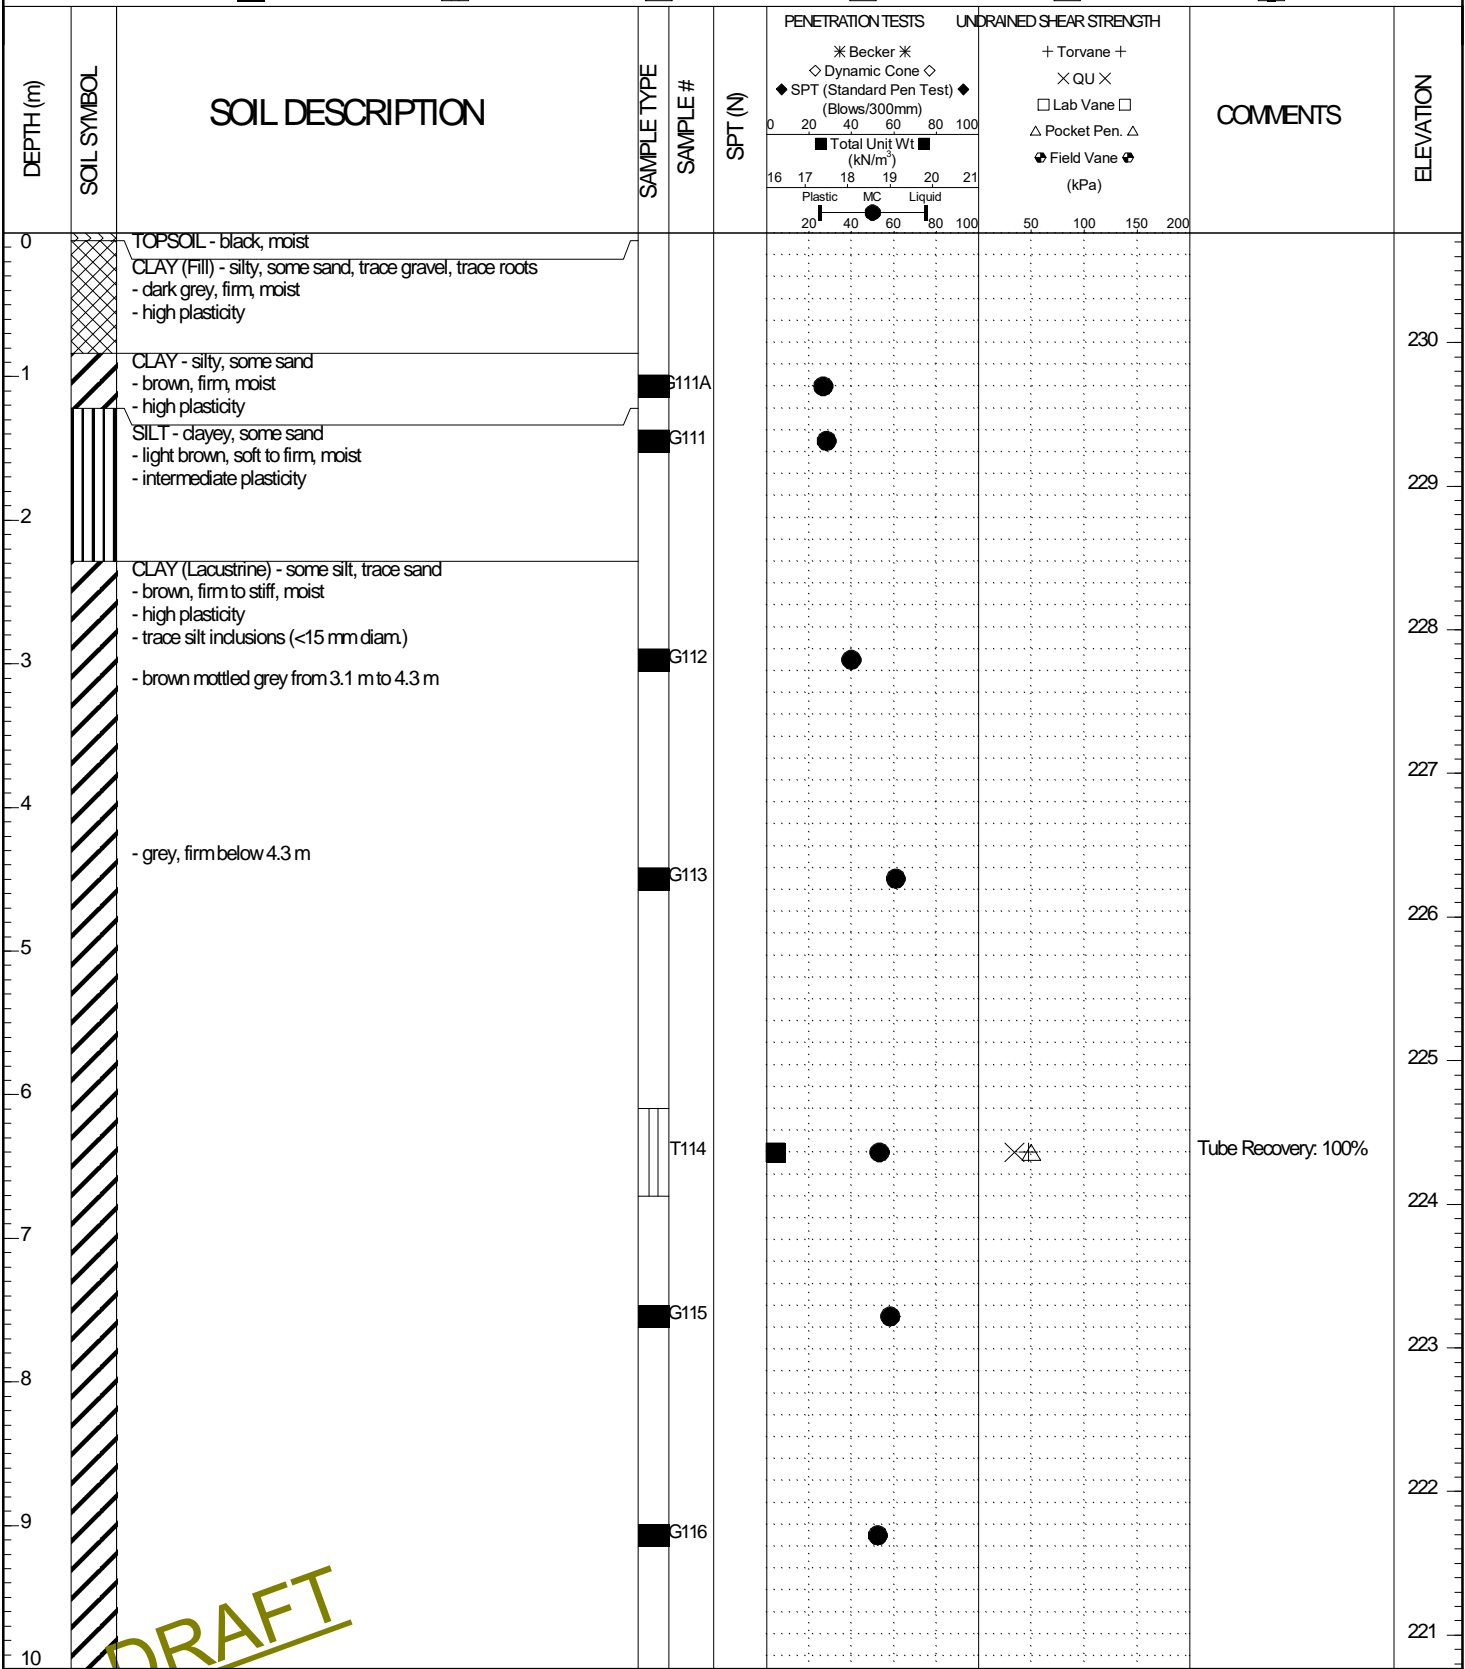 DEPTH (m)
SOIL SYMBOL
SOIL DESCRIPTION
SAMPLE TYPE
SAMPLE #
SPT (N)
PENETRATION TESTS
Becker
Dynamic Cone
SPT (Standard Pen Test)
(Blows/300mm)
0 20 40 60 80 100
Total Unit Wt
(kN/m³)
16 17 18 19 20 21
Plastic MC Liquid
20 40 60 80 100
UNDRAINED SHEAR STRENGTH
Torvane
QU
Lab Vane
Pocket Pen.
Field Vane
(kPa)
50 100 150 200
COMMENTS
ELEVATION
0
TOPSOIL - black, moist
CLAY (Fill) - silty, some sand, trace gravel, trace roots
- dark grey, firm, moist
- high plasticity
230
CLAY - silty, some sand
1
- brown, firm, moist
G111A
- high plasticity
SILT - clayey, some sand
G111
- light brown, soft to firm, moist
- intermediate plasticity
229
2
CLAY (Lacustrine) - some silt, trace sand
- brown, firm to stiff, moist
- high plasticity
228
- trace silt inclusions (<15 mm diam.)
3
G112
- brown mottled grey from 3.1 m to 4.3 m
227
4
- grey, firm below 4.3 m
G113
226
5
225
6
T114
Tube Recovery: 100%
224
7
G115
223
8
222
9
G116
221
10
DRAFT